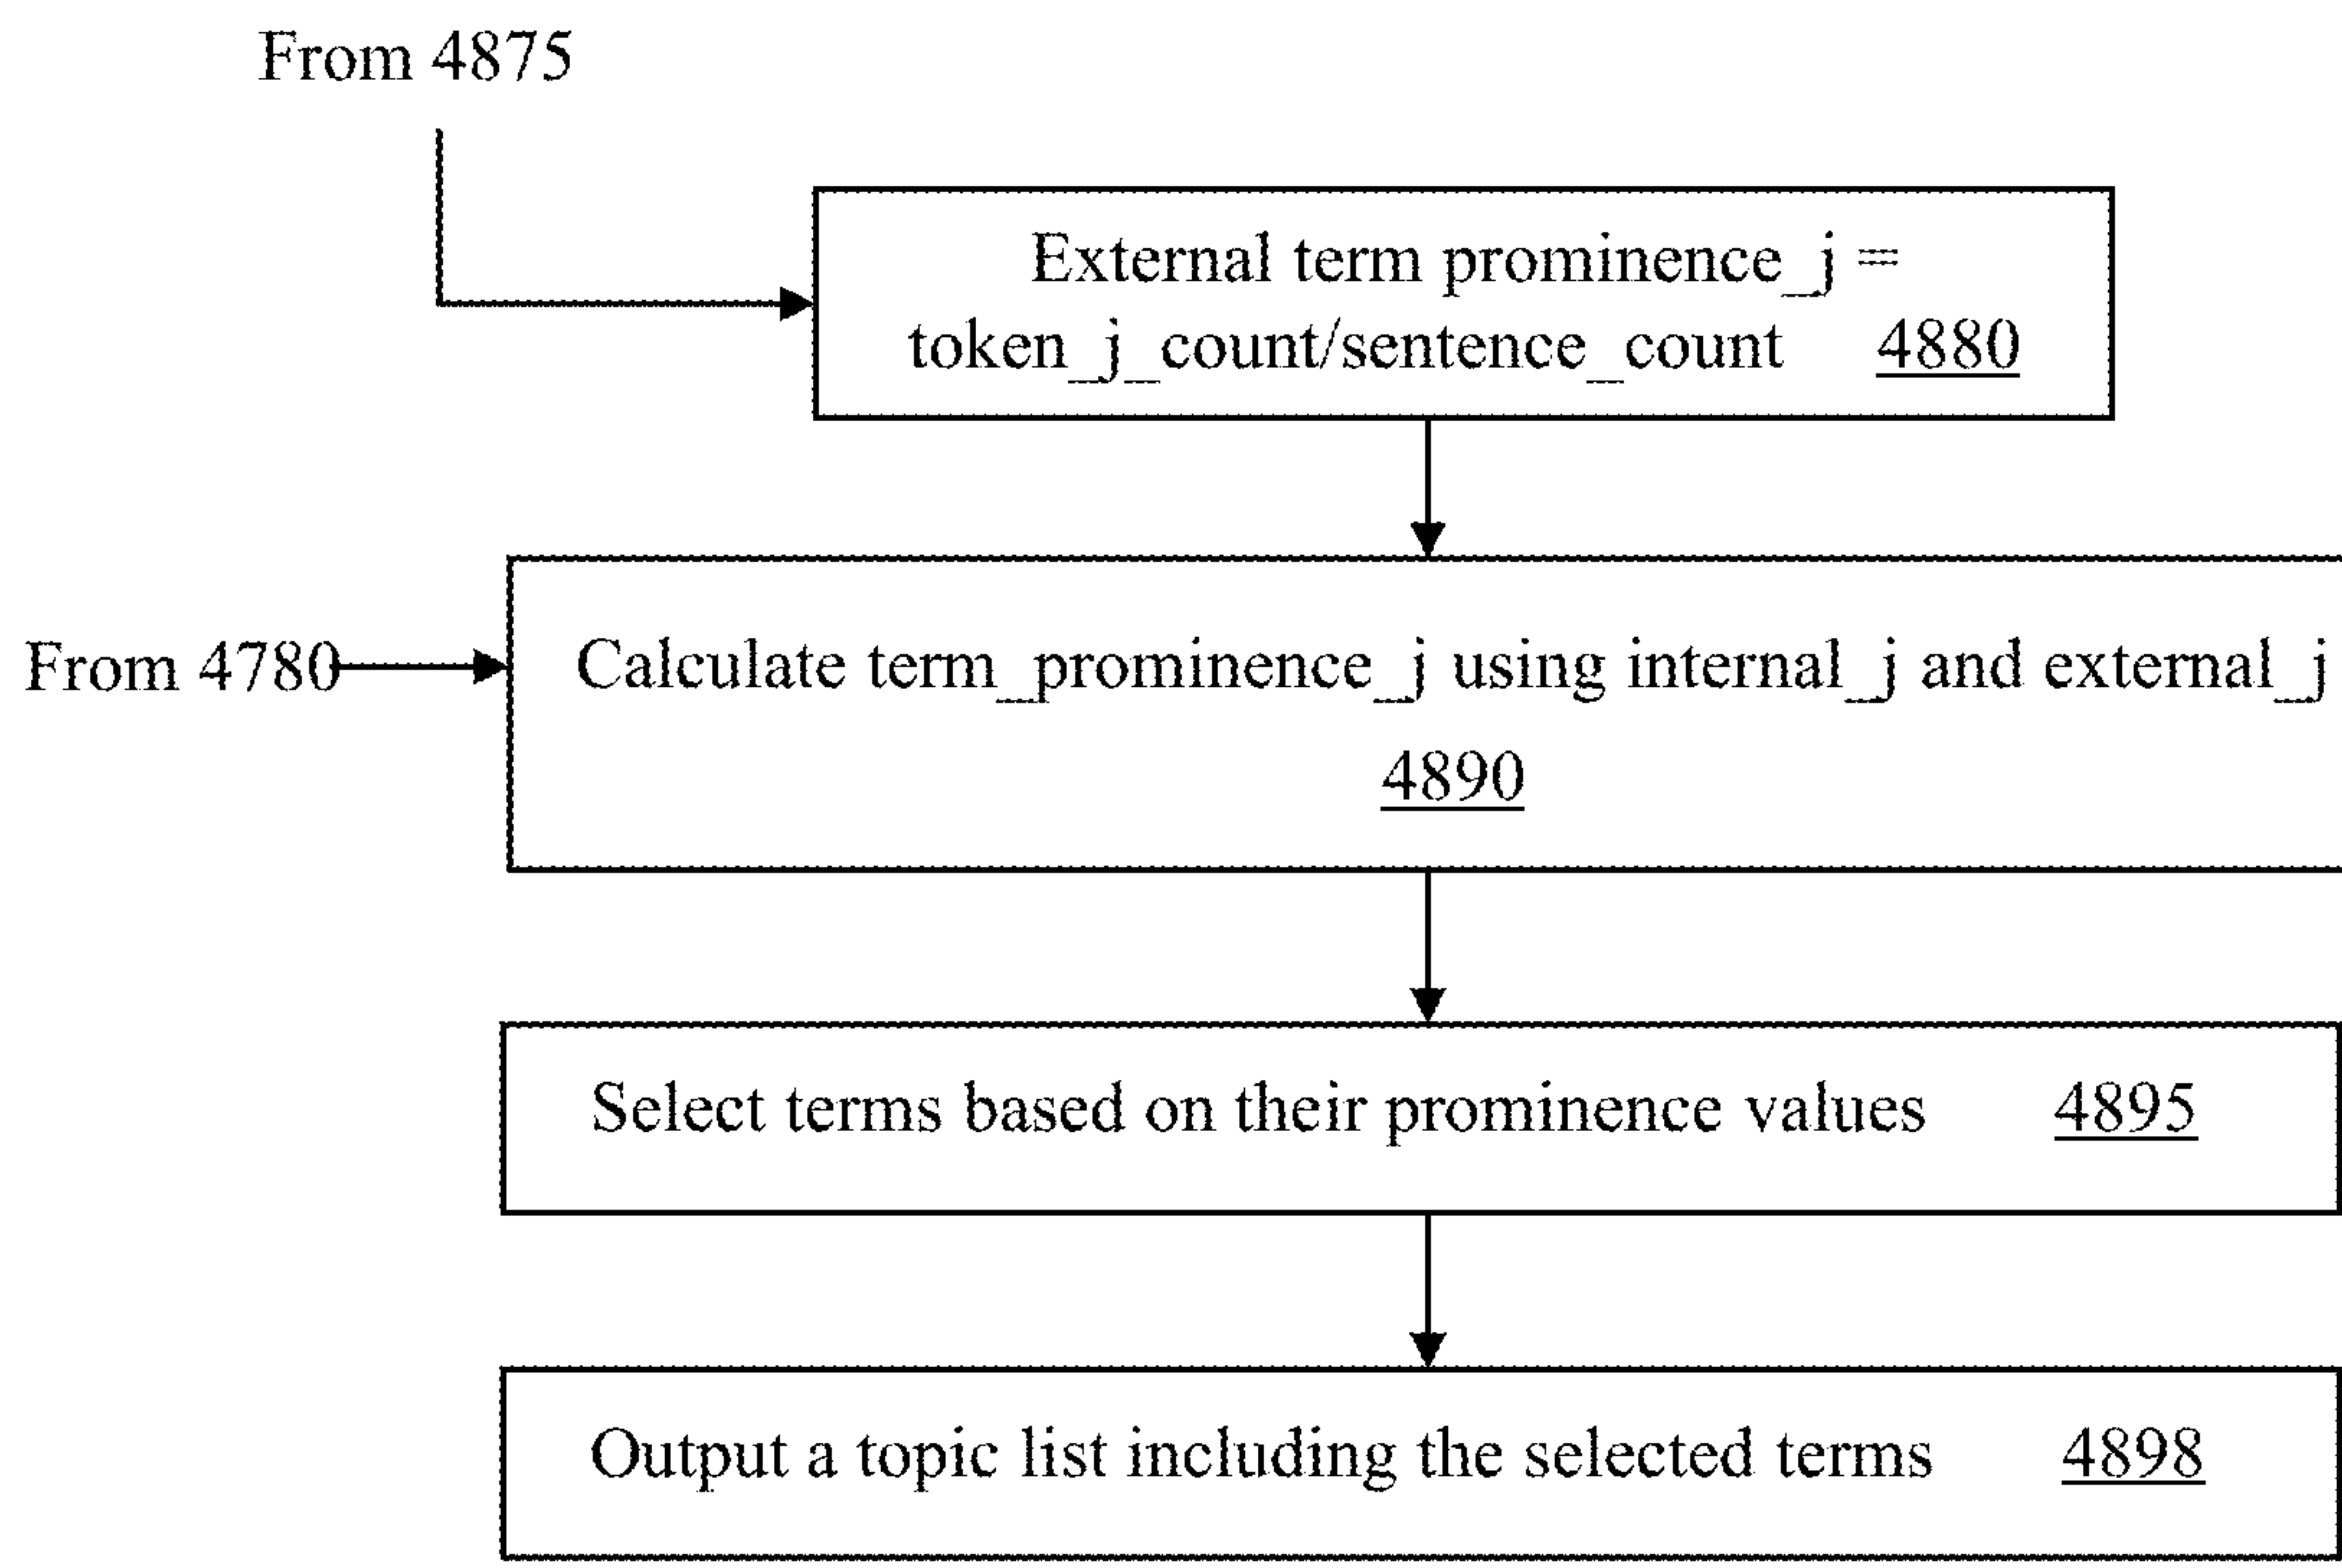 From 4875
External term prominence_j =
token_j_count/sentence_count 4880
From 4780
Calculate term_prominence_j using internal_j and external_j
4890
Select terms based on their prominence values 4895
Output a topic list including the selected terms 4898